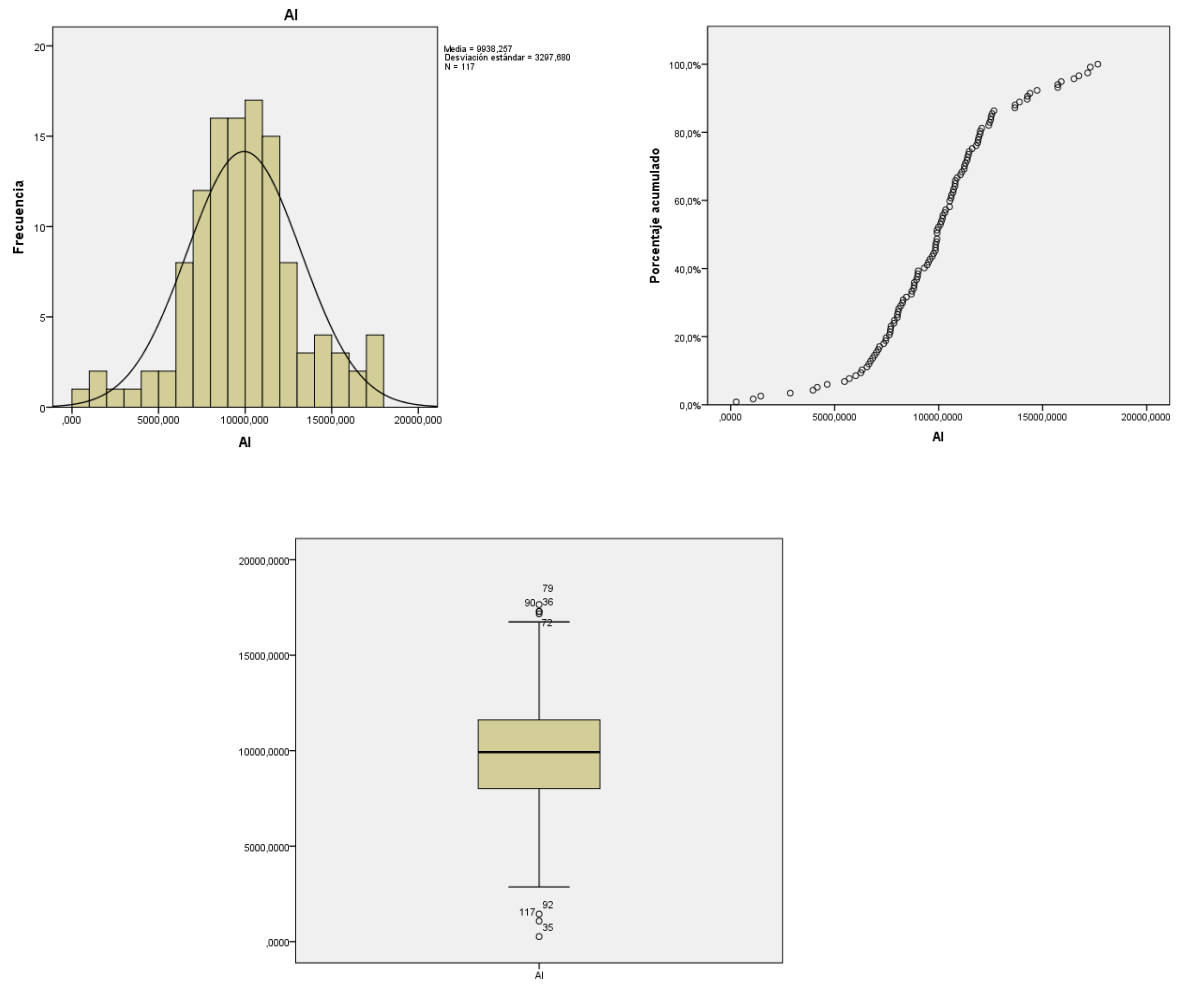 AI
Media = 9938,257
Desviación estándar = 3297,680
N = 117
Frecuencia
20
15
10
5
0
,000 5000,000 10000,000 15000,000 20000,000
AI
Porcentaje acumulado
100,0%
80,0%
60,0%
40,0%
20,0%
0,0%
,0000 5000,0000 10000,0000 15000,0000 20000,0000
AI
20000,0000
15000,0000
10000,0000
5000,0000
,0000
79
90 36
72
92
117
35
AI